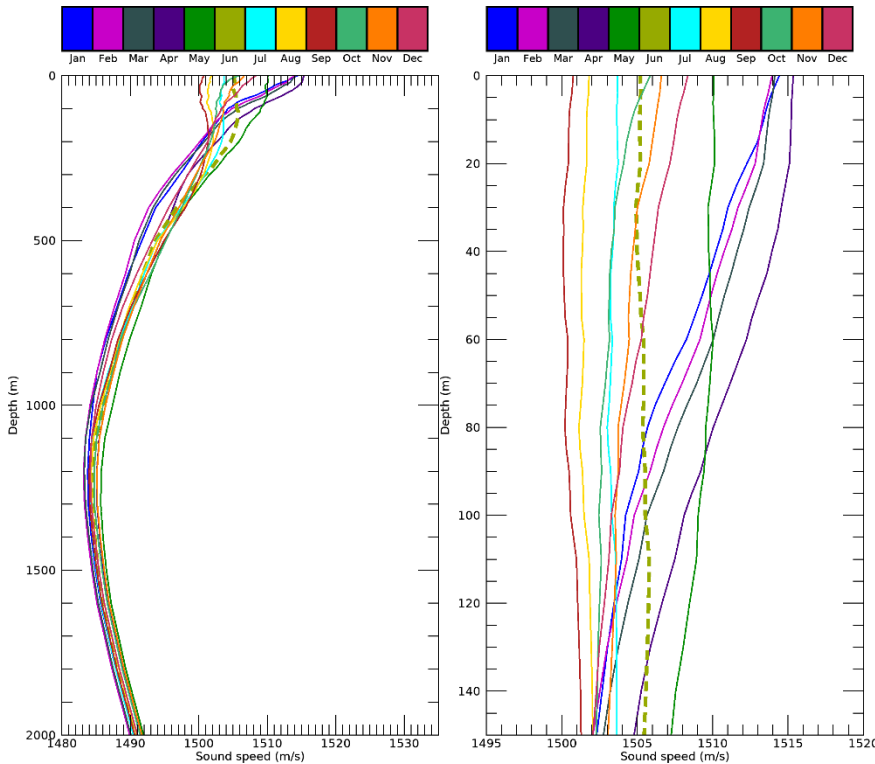 Jan Feb Mar Apr May Jun Jul Aug Sep Oct Nov Dec
0
500
1000
1500
2000
Depth (m)
1480 1490 1500 1510 1520 1530
Sound speed (m/s)
Jan Feb Mar Apr May Jun Jul Aug Sep Oct Nov Dec
0
20
40
60
80
100
120
140
Depth (m)
1495 1500 1505 1510 1515 1520
Sound speed (m/s)